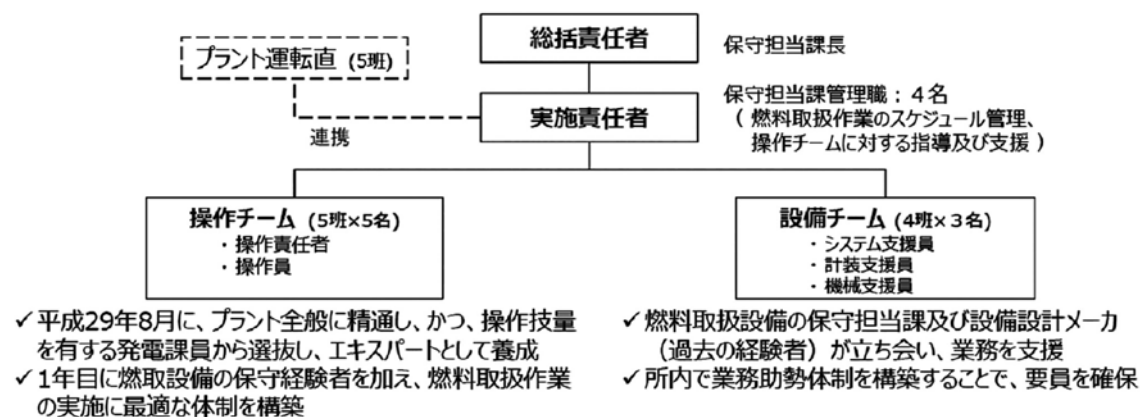 総括責任者
保守担当課長
プラント運転直 (5班)
連携
実施責任者
保守担当課管理職：４名
（ 燃料取扱作業のスケジュール管理、
操作チームに対する指導及び支援 ）
操作チーム (5班×5名)
・操作責任者
・操作員
設備チーム (4班×３名)
・システム支援員
・計装支援員
・機械支援員
✓平成29年8月に、プラント全般に精通し、かつ、操作技量
を有する発電課員から選抜し、エキスパートとして養成
✓1年目に燃取設備の保守経験者を加え、燃料取扱作業
の実施に最適な体制を構築
✓燃料取扱設備の保守担当課及び設備設計メーカ
（過去の経験者）が立ち会い、業務を支援
✓所内で業務助勢体制を構築することで、要員を確保